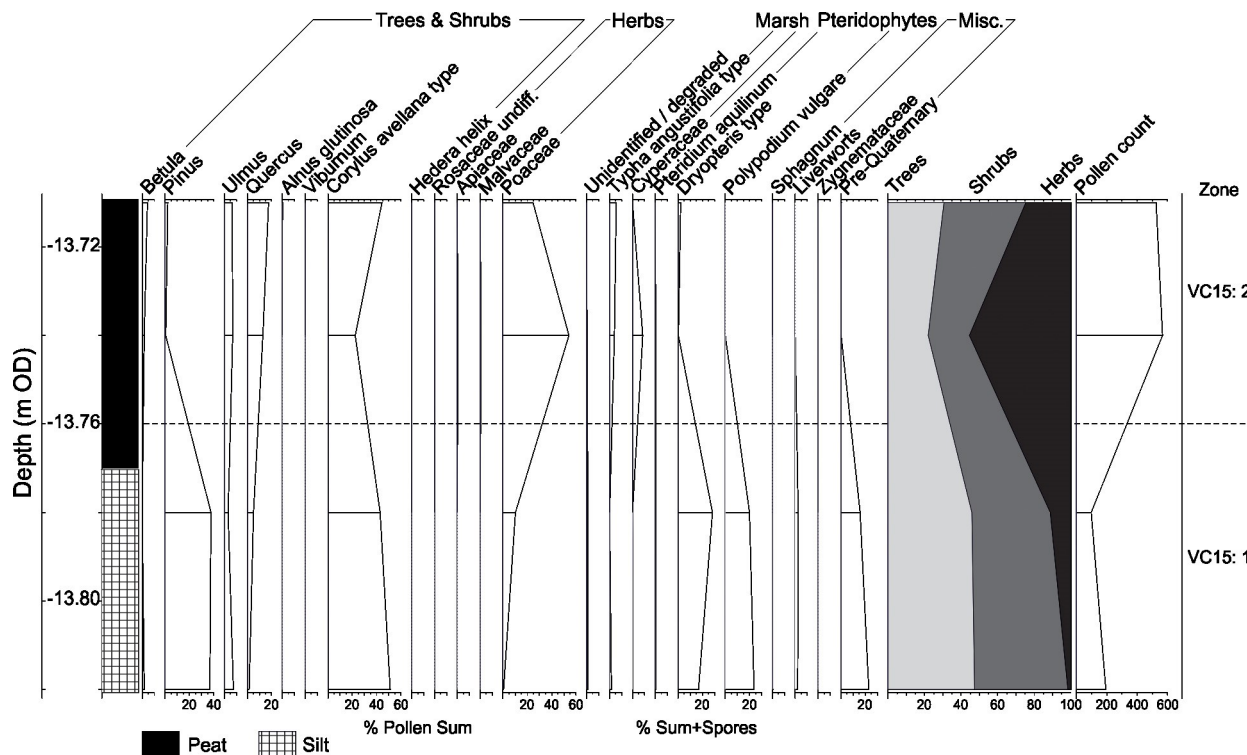 Trees & Shrubs Herbs Marsh Pteridophytes Misc.
Betula
Pinus
Ulmus
Quercus
Alnus glutinosa
Viburnum
Corylus avellana type
Hedera helix
Rosaceae undiff.
Apiaceae
Malvaceae
Poaceae
Unidentified / degraded
Typha angustifolia type
Cyperaceae
Pteridium aquilinum
Dryopteris type
Polypodium vulgare
Sphagnum
Liverworts
Zygnemataceae
Pre-Quaternary
Trees
Shrubs
Herbs
Pollen count
Zone
Depth (m OD)
-13.72
-13.76
-13.80
VC15: 2
VC15: 1
20 40 20 40 60 20 40 60 20 20 20 20 40 60 80 100 200 400 600
% Pollen Sum % Sum+Spores
Peat Silt